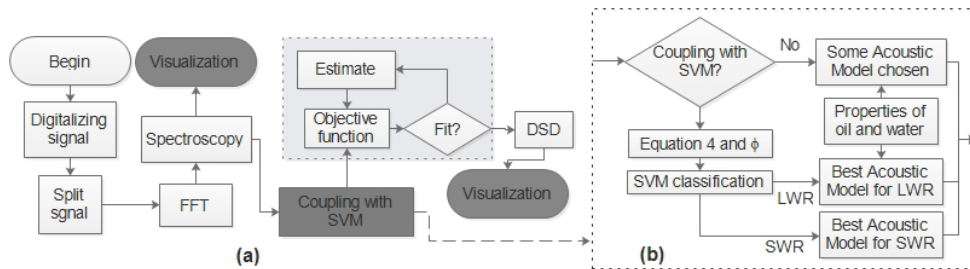 Begin
Visualization
Digitalizing
signal
Spectroscopy
Split
sgnal
FFT
Estimate
Objective
function
Fit?
DSD
Coupling with
SVM
Visualization
(a)
Coupling with
SVM?
No
Some Acoustic
Model chosen
Properties of
oil and water
Equation 4 and ϕ
SVM classification
LWR
Best Acoustic
Model for LWR
SWR
Best Acoustic
Model for SWR
(b)